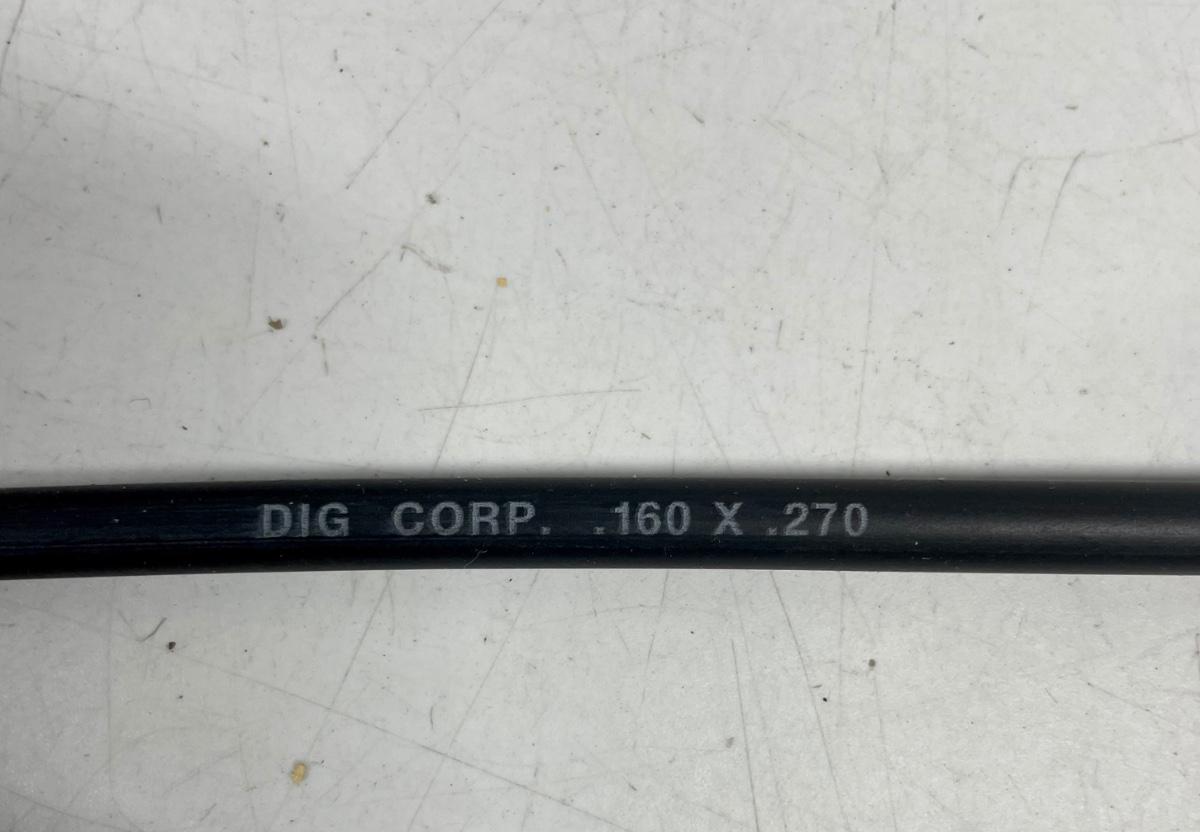 DIG CORP. .160 X .270